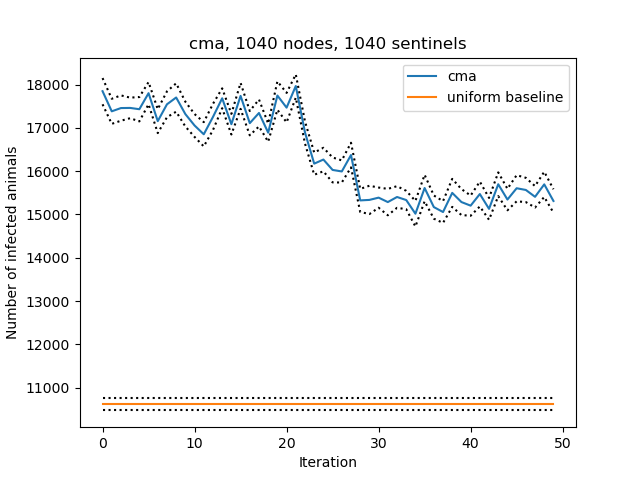 cma, 1040 nodes, 1040 sentinels
cma
uniform baseline
Number of infected animals
18000
17000
16000
15000
14000
13000
12000
11000
0 10 20 30 40 50
Iteration